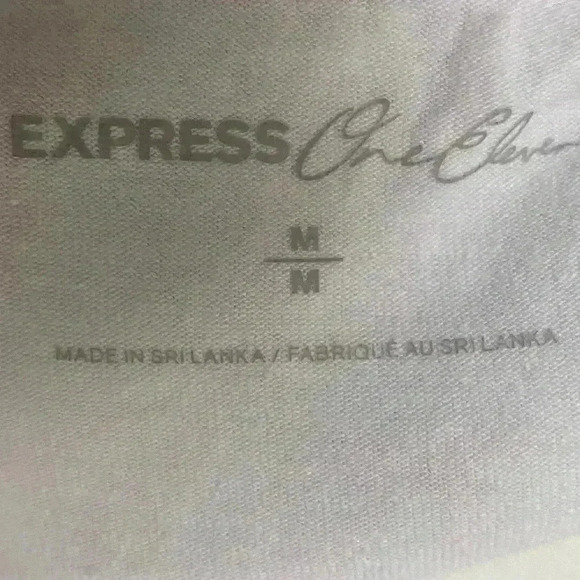 EXPRESS One Eleven
M
M
MADE IN SRI LANKA / FABRIQUÉ AU SRI LANKA